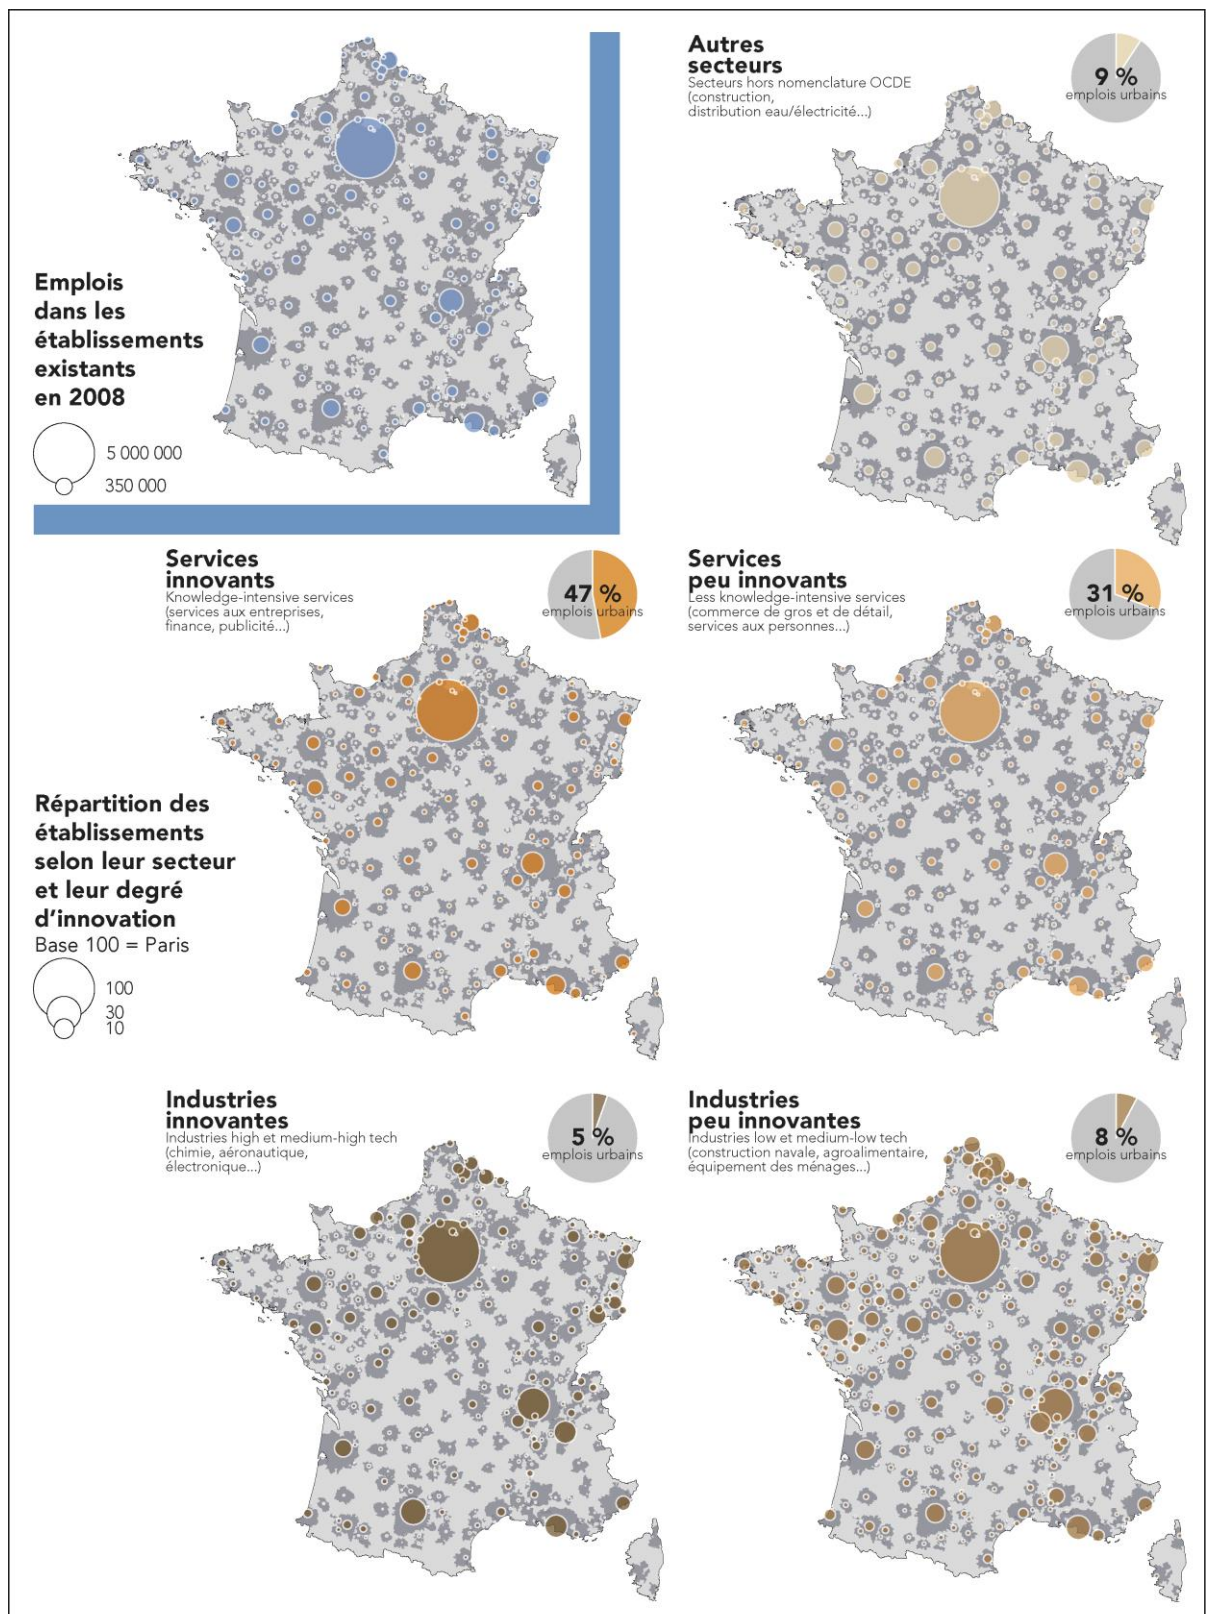 Emplois
dans les
établissements
existants
en 2008
5 000 000
350 000
Autres
secteurs
Secteurs hors nomenclature OCDE
(construction,
distribution eau/électricité...)
9 %
emplois urbains
Services
innovants
Knowledge-intensive services
(services aux entreprises,
finance, publicité...)
47 %
emplois urbains
Services
peu innovants
Less knowledge-intensive services
(commerce de gros et de détail,
services aux personnes...)
31 %
emplois urbains
Répartition des
établissements
selon leur secteur
et leur degré
d'innovation
Base 100 = Paris
100
30
10
Industries
innovantes
Industries high et medium-high tech
(chimie, aéronautique,
électronique...)
5 %
emplois urbains
Industries
peu innovantes
Industries low et medium-low tech
(construction navale, agroalimentaire,
équipement des ménages...)
8 %
emplois urbains